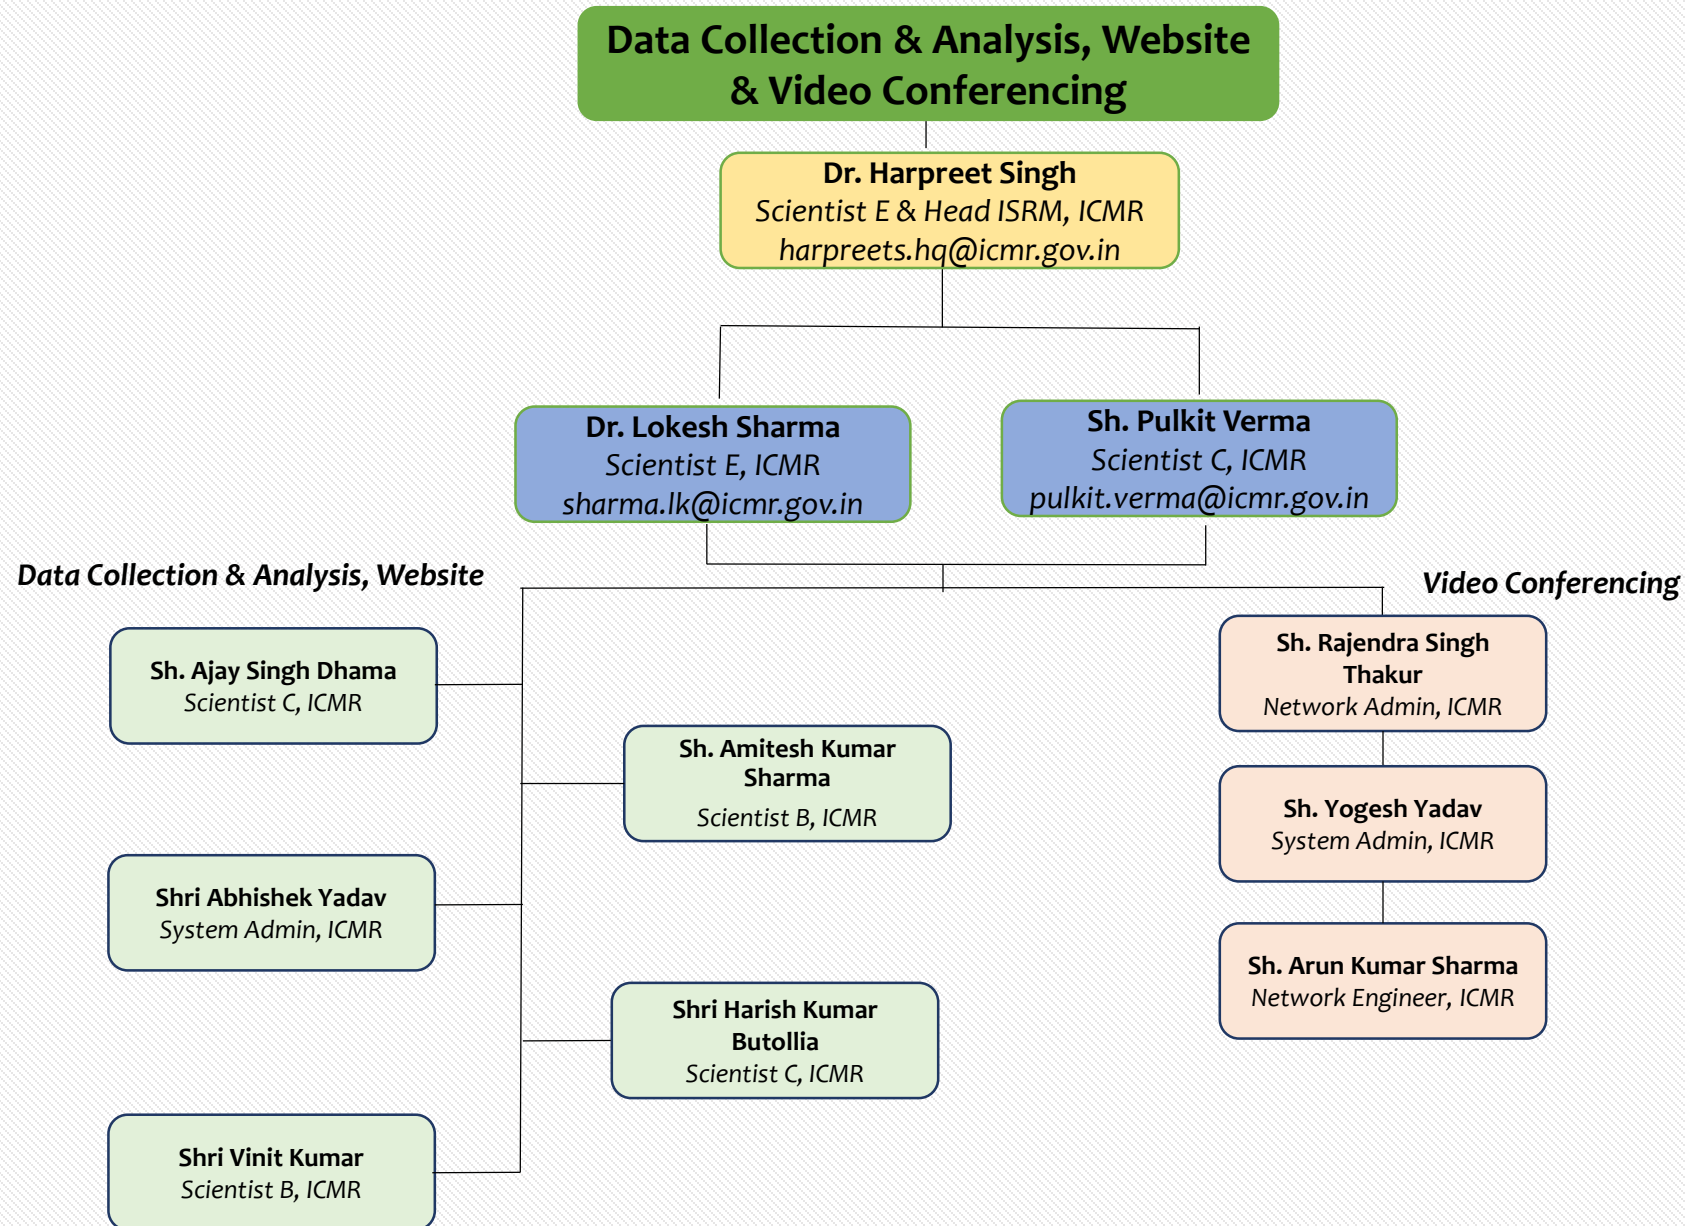 Data Collection & Analysis, Website
& Video Conferencing
Dr. Harpreet Singh
Scientist E & Head ISRM, ICMR
harpreets.hq@icmr.gov.in
Dr. Lokesh Sharma
Scientist E, ICMR
sharma.lk@icmr.gov.in
Sh. Pulkit Verma
Scientist C, ICMR
pulkit.verma@icmr.gov.in
Data Collection & Analysis, Website
Sh. Ajay Singh Dhama
Scientist C, ICMR
Sh. Amitesh Kumar
Sharma
Scientist B, ICMR
Shri Abhishek Yadav
System Admin, ICMR
Shri Harish Kumar
Butollia
Scientist C, ICMR
Shri Vinit Kumar
Scientist B, ICMR
Video Conferencing
Sh. Rajendra Singh
Thakur
Network Admin, ICMR
Sh. Yogesh Yadav
System Admin, ICMR
Sh. Arun Kumar Sharma
Network Engineer, ICMR